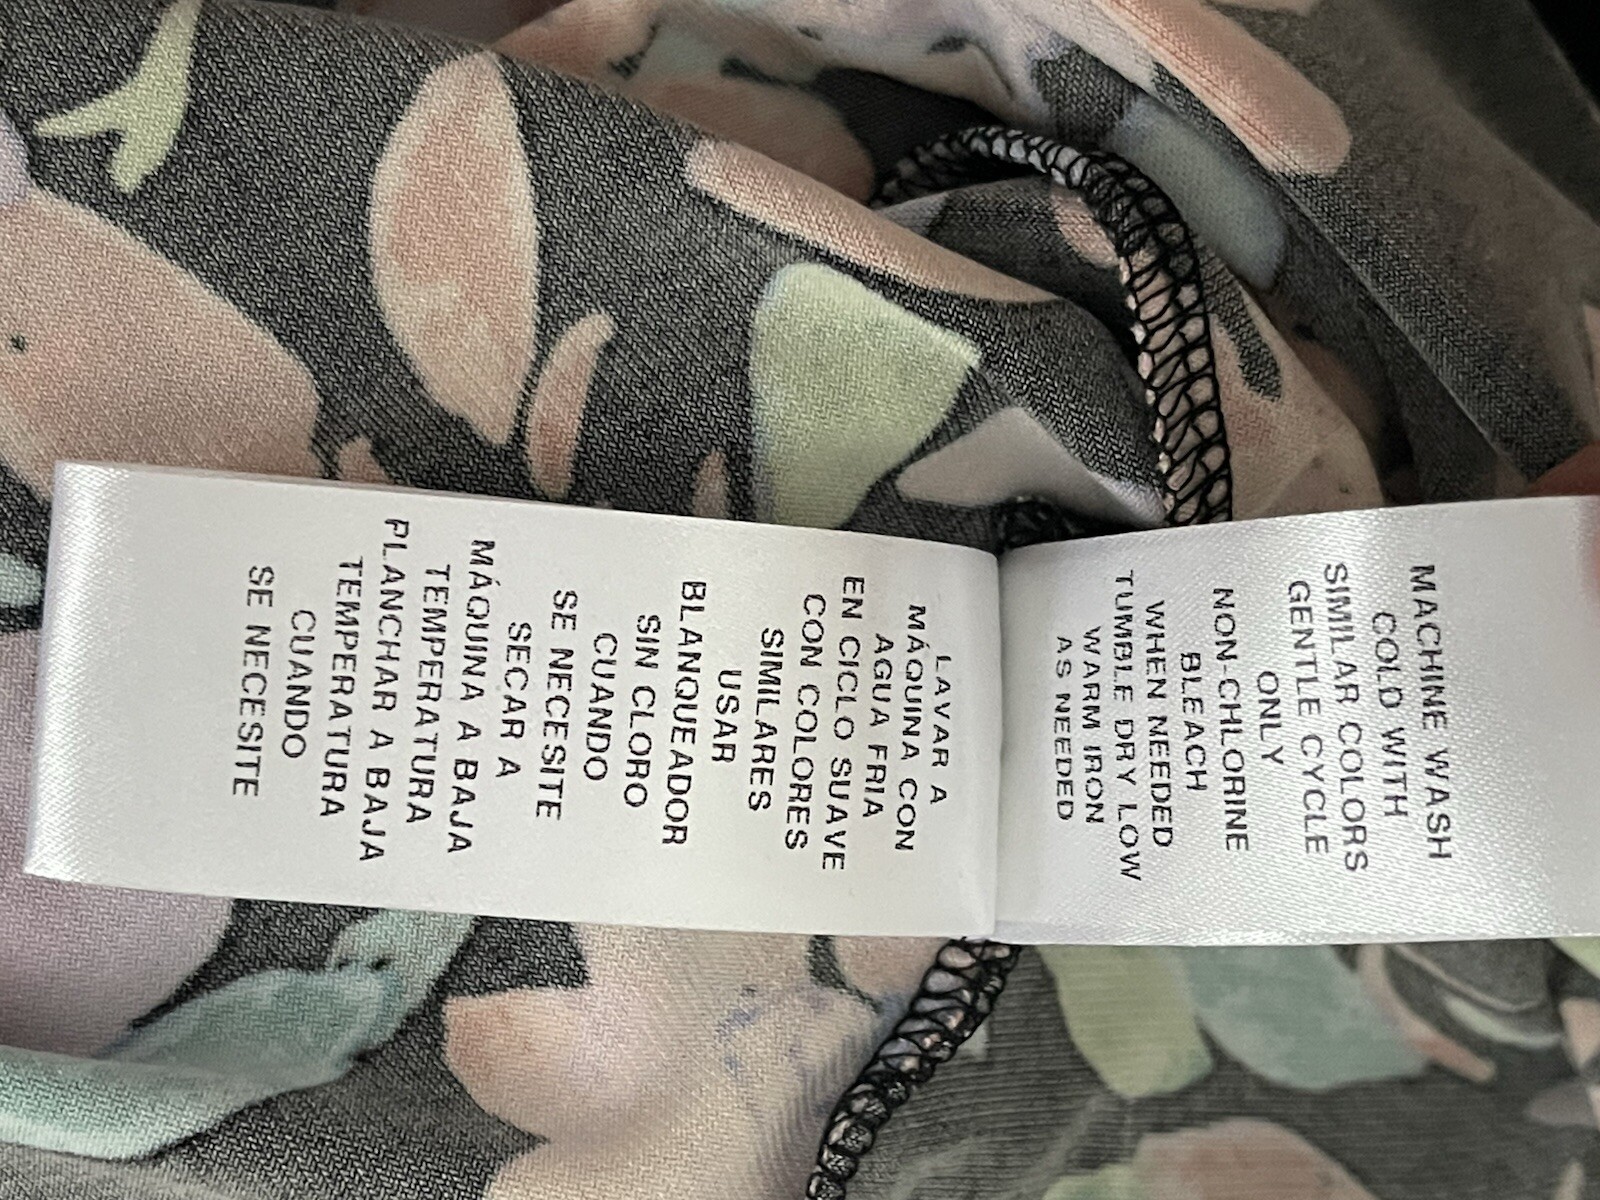 MACHINE WASH
COLD WITH
SIMILAR COLORS
GENTLE CYCLE
ONLY
NON-CHLORINE
BLEACH
WHEN NEEDED
TUMBLE DRY LOW
WARM IRON
AS NEEDED
LAVAR A
MÁQUINA CON
AGUA FRIA
EN CICLO SUAVE
CON COLORES
SIMILARES
USAR
BLANQUEADOR
SIN CLORO
CUANDO
SE NECESITE
SECAR A
MÁQUINA A BAJA
TEMPERATURA
PLANCHAR A BAJA
TEMPERATURA
CUANDO
SE NECESITE